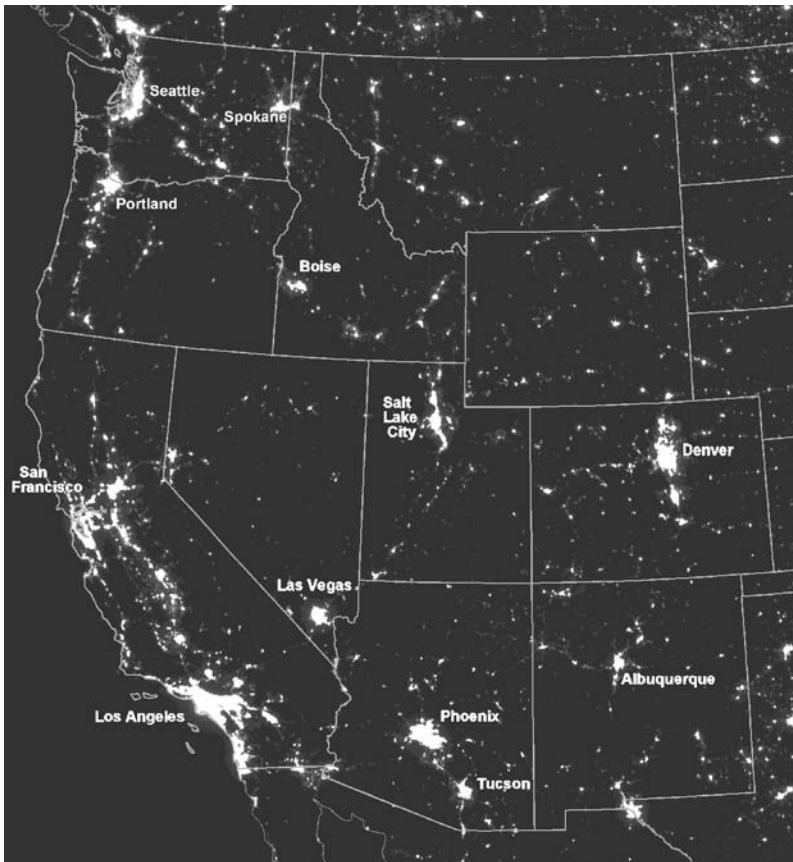 Seattle
Spokane
Portland
Boise
Salt
Lake
City
Denver
San
Francisco
Las Vegas
Albuquerque
Los Angeles
Phoenix
Tucson